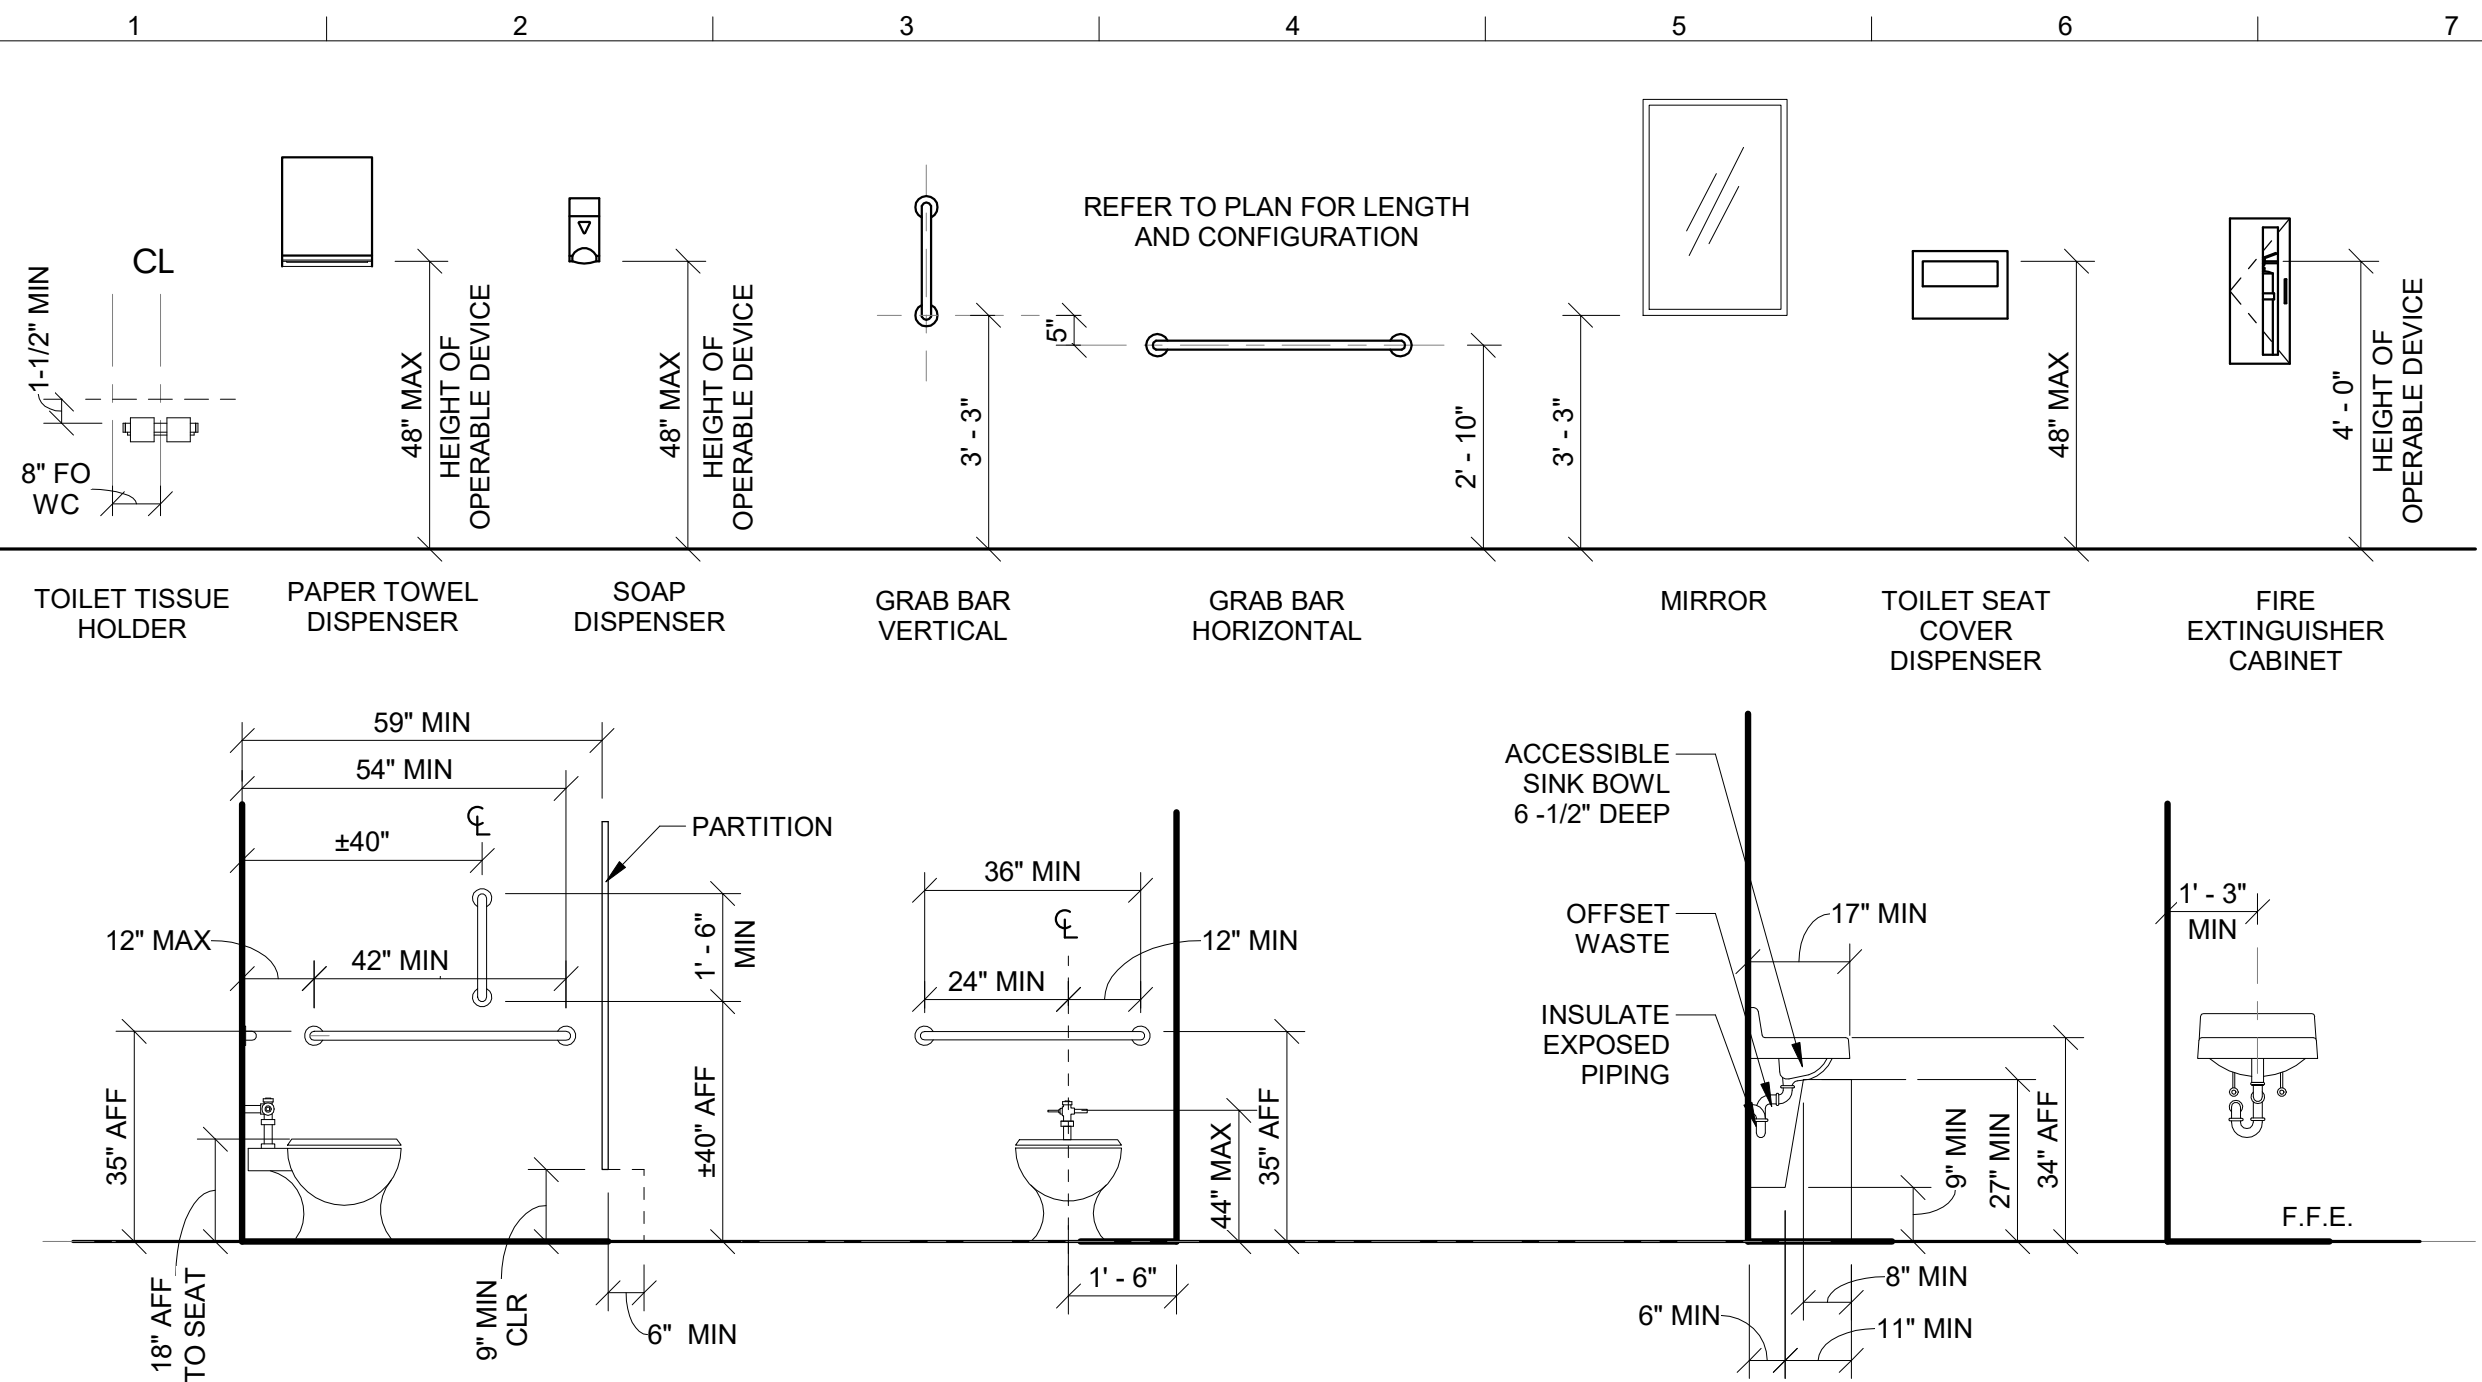 1
2
3
4
5
6
7
CL
1-1/2" MIN
8" FO
WC
48" MAX
HEIGHT OF
OPERABLE DEVICE
48" MAX
HEIGHT OF
OPERABLE DEVICE
3' - 3"
5"
REFER TO PLAN FOR LENGTH
AND CONFIGURATION
2' - 10"
3' - 3"
48" MAX
4' - 0"
HEIGHT OF
OPERABLE DEVICE
TOILET TISSUE
HOLDER
PAPER TOWEL
DISPENSER
SOAP
DISPENSER
GRAB BAR
VERTICAL
GRAB BAR
HORIZONTAL
MIRROR
TOILET SEAT
COVER
DISPENSER
FIRE
EXTINGUISHER
CABINET
59" MIN
54" MIN
CL
±40"
PARTITION
12" MAX
42" MIN
1' - 6"
MIN
35" AFF
±40" AFF
18" AFF
TO SEAT
9" MIN
CLR
6" MIN
36" MIN
CL
12" MIN
24" MIN
44" MAX
35" AFF
1' - 6"
ACCESSIBLE
SINK BOWL
6 -1/2" DEEP
OFFSET
WASTE
17" MIN
INSULATE
EXPOSED
PIPING
9" MIN
27" MIN
34" AFF
8" MIN
6" MIN
11" MIN
1' - 3"
MIN
F.F.E.